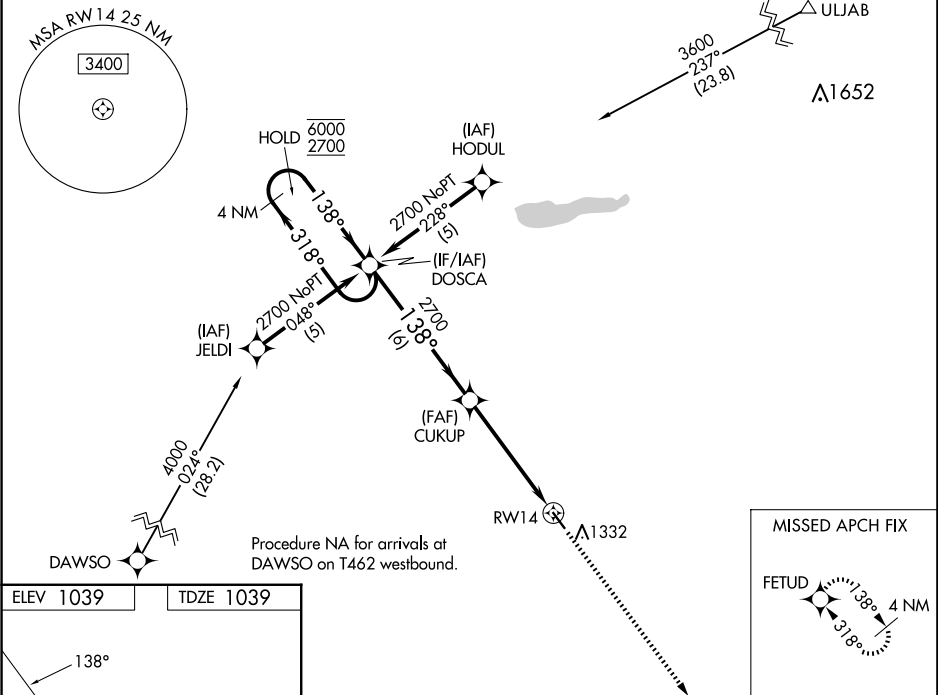 MSA RW14 25 NM
3400
ULJAB
3600
237°
(23.8)
1652
HOLD
6000
2700
(IAF)
HODUL
4 NM
138°
318°
2700 NoPT
228°
(5)
(IF/IAF)
DOSCA
2700 NoPT
048°
(5)
(IAF)
JELDI
2700
138°
(6)
(FAF)
CUKUP
4000
024°
(28.2)
RW14
1332
DAWSO
Procedure NA for arrivals at
DAWSO on T462 westbound.
MISSED APCH FIX
FETUD
138°
4 NM
318°
ELEV 1039
TDZE 1039
138°